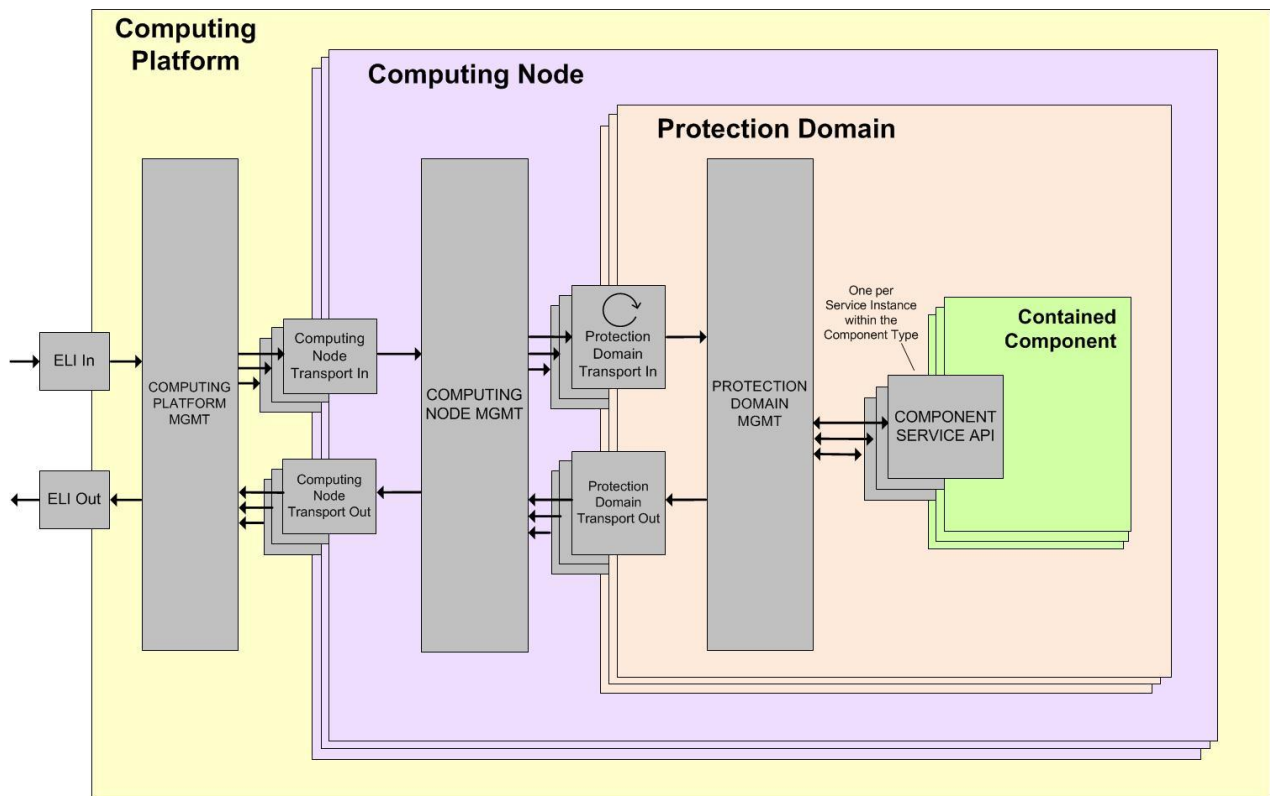 Computing
Platform
Computing Node
Protection Domain
One per
Service Instance
within the
Component Type
Contained
Component
ELI In
COMPUTING
PLATFORM
MGMT
Computing
Node
Transport In
COMPUTING
NODE MGMT
Protection
Domain
Transport In
PROTECTION
DOMAIN
MGMT
COMPONENT
SERVICE API
ELI Out
Computing
Node
Transport Out
Protection
Domain
Transport Out